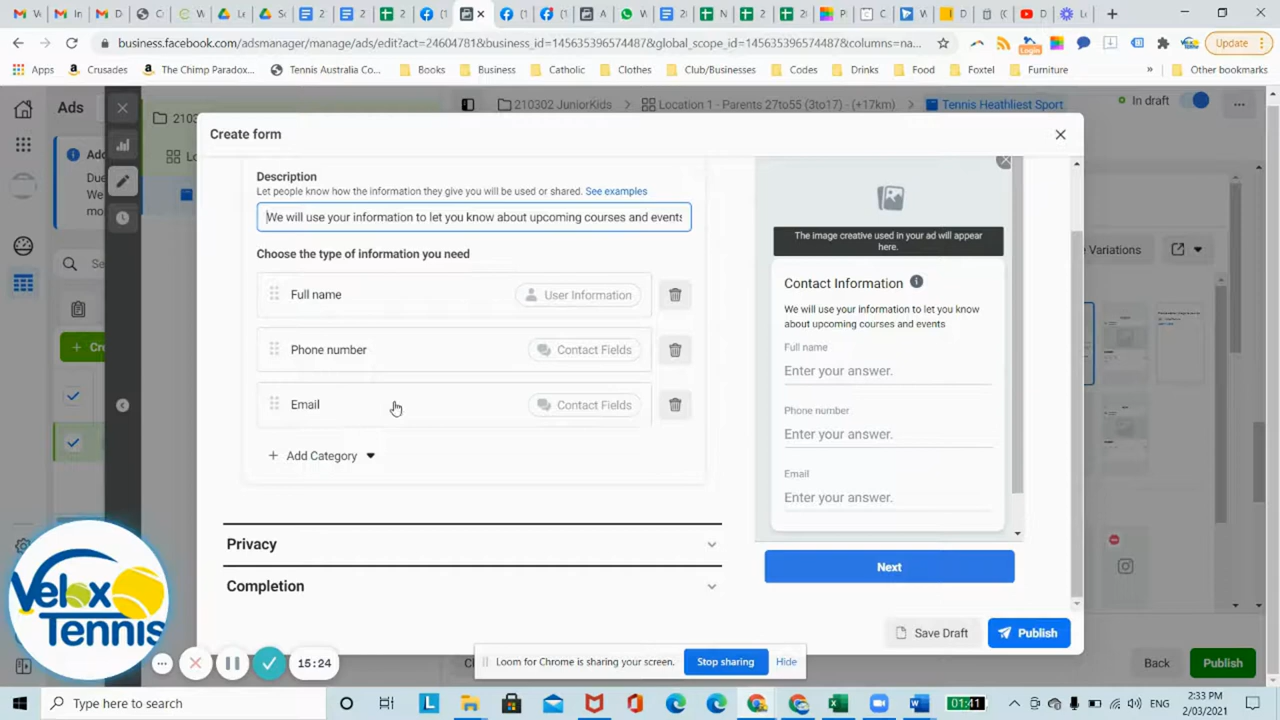 business.facebook.com/adsmanager/manage/ads/edit?act=24604781&business_id=145635396574487&global_scope_id=145635396574487&columns=na...
Login
Update
Apps
Crusades
The Chimp Paradox...
Tennis Australia Co...
Books
Business
Catholic
Clothes
Club/Businesses
Codes
Drinks
Food
Foxtel
Furniture
»
Other bookmarks
Ads
210302 JuniorKids
Location 1 - Parents 27to55 (3to17) - (+17km)
Tennis Heathliest Sport
In draft
Create form
Description
Let people know how the information they give you will be used or shared. See examples
We will use your information to let you know about upcoming courses and events
Choose the type of information you need
Full name
User Information
Phone number
Contact Fields
Email
Contact Fields
+ Add Category
Privacy
Completion
The image creative used in your ad will appear
here.
Contact Information
We will use your information to let you know
about upcoming courses and events
Full name
Enter your answer.
Phone number
Enter your answer.
Email
Enter your answer.
Next
Save Draft
Publish
Variations
Back
Publish
Velox
Tennis
15:24
Loom for Chrome is sharing your screen.
Stop sharing
Hide
Type here to search
01:41
ENG
2:33 PM
2/03/2021